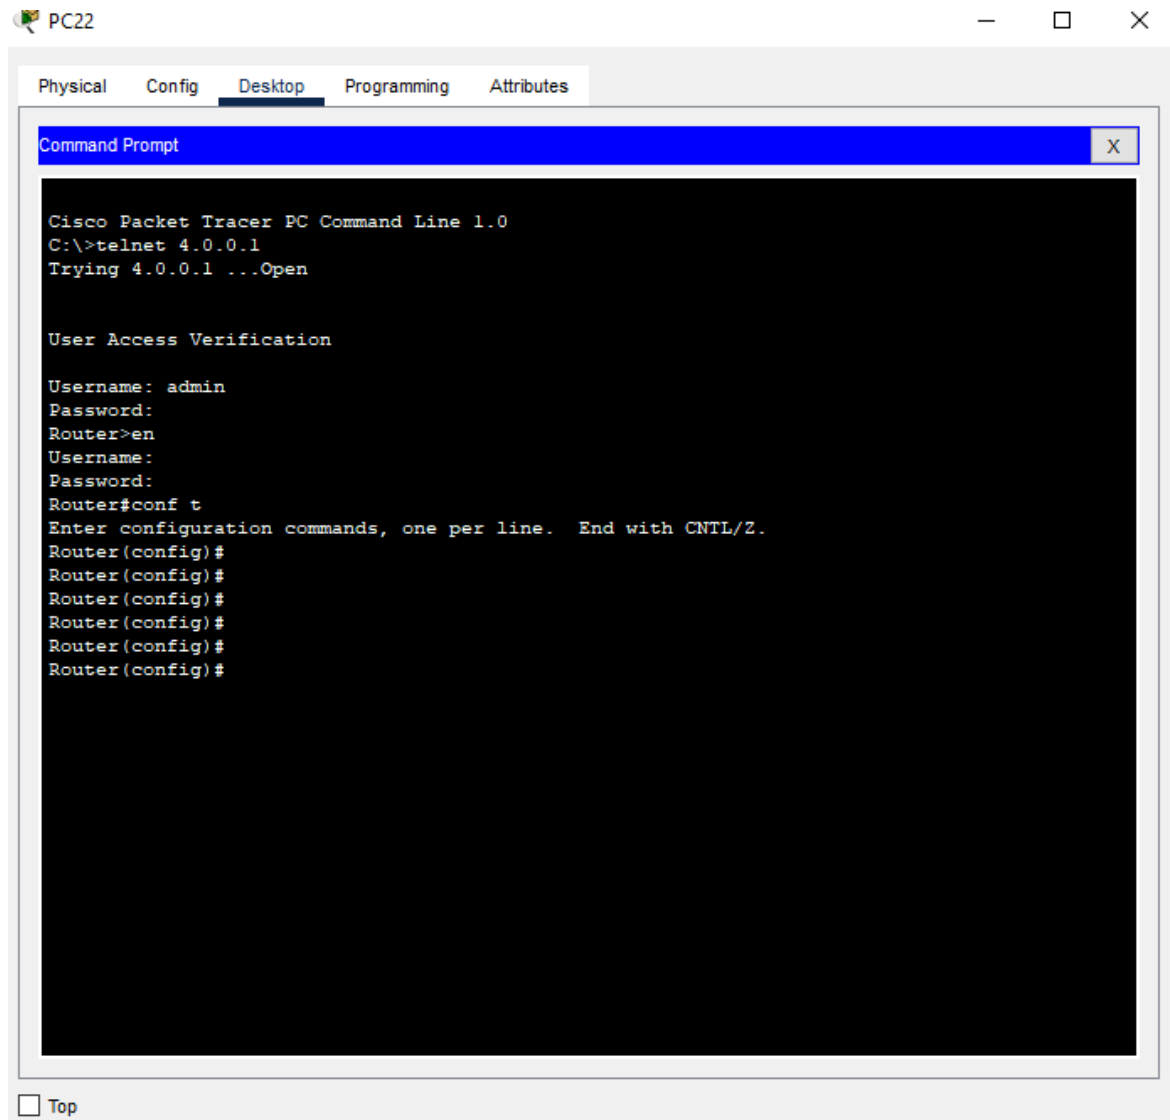 PC22
Physical Config Desktop Programming Attributes
Command Prompt X
Cisco Packet Tracer PC Command Line 1.0
C:\>telnet 4.0.0.1
Trying 4.0.0.1 ...Open
User Access Verification
Username: admin
Password:
Router>en
Username:
Password:
Router#conf t
Enter configuration commands, one per line.  End with CNTL/Z.
Router(config)#
Router(config)#
Router(config)#
Router(config)#
Router(config)#
Router(config)#
Top